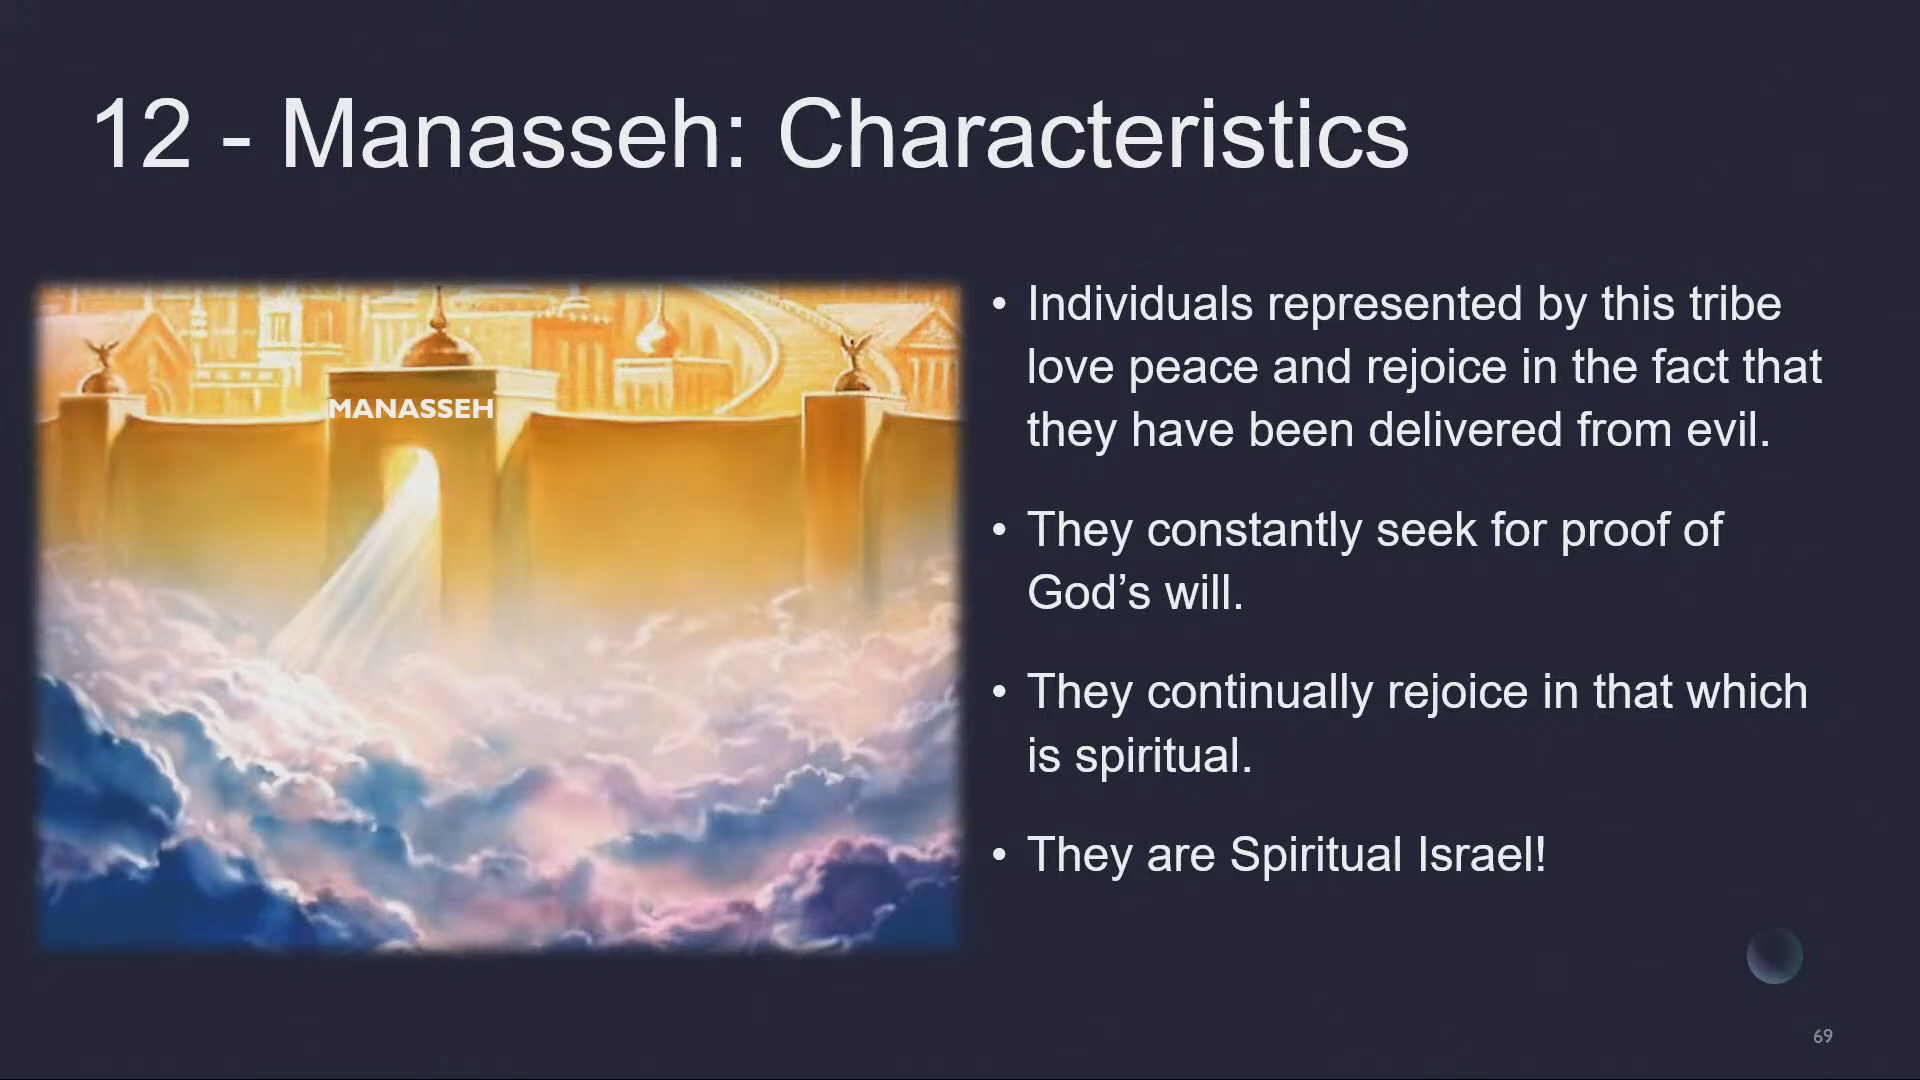 12 - Manasseh: Characteristics
MANASSEH
• Individuals represented by this tribe
love peace and rejoice in the fact that
they have been delivered from evil.
• They constantly seek for proof of
God’s will.
• They continually rejoice in that which
is spiritual.
• They are Spiritual Israel!
69